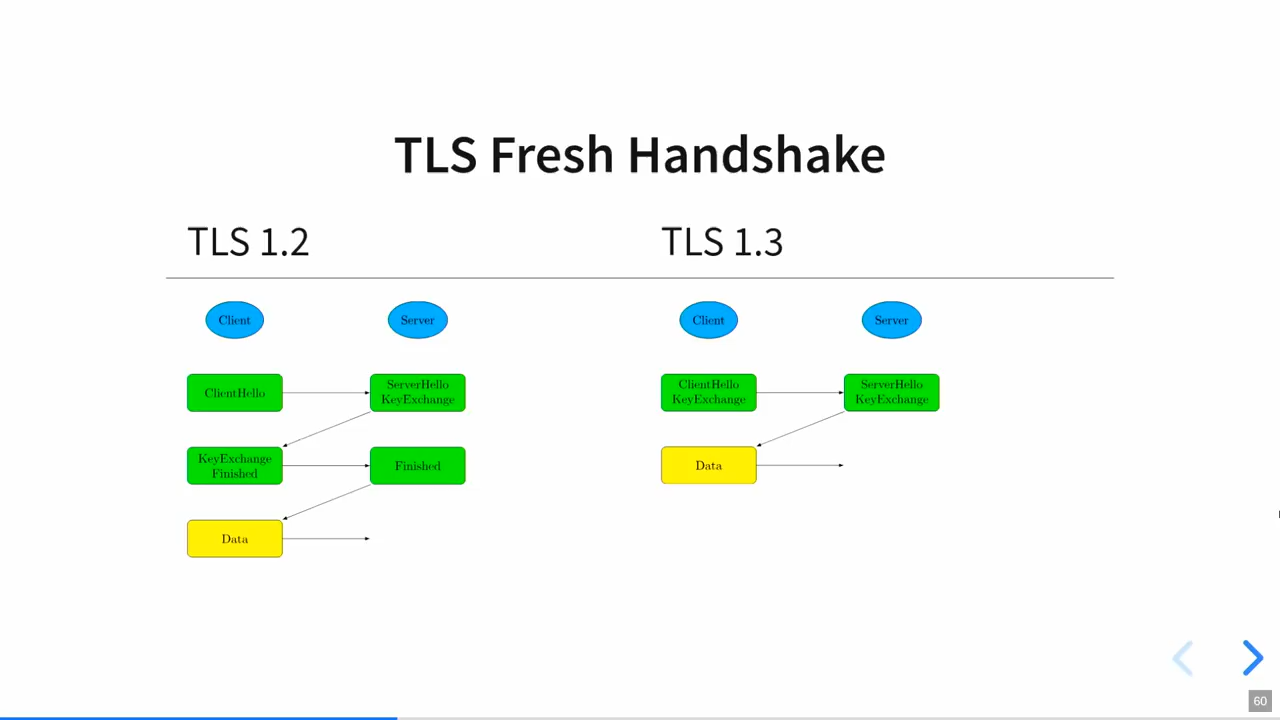 TLS Fresh Handshake
TLS 1.2
Client
Server
ClientHello
ServerHello
KeyExchange
KeyExchange
Finished
Finished
Data
TLS 1.3
Client
Server
ClientHello
KeyExchange
ServerHello
KeyExchange
Data
60